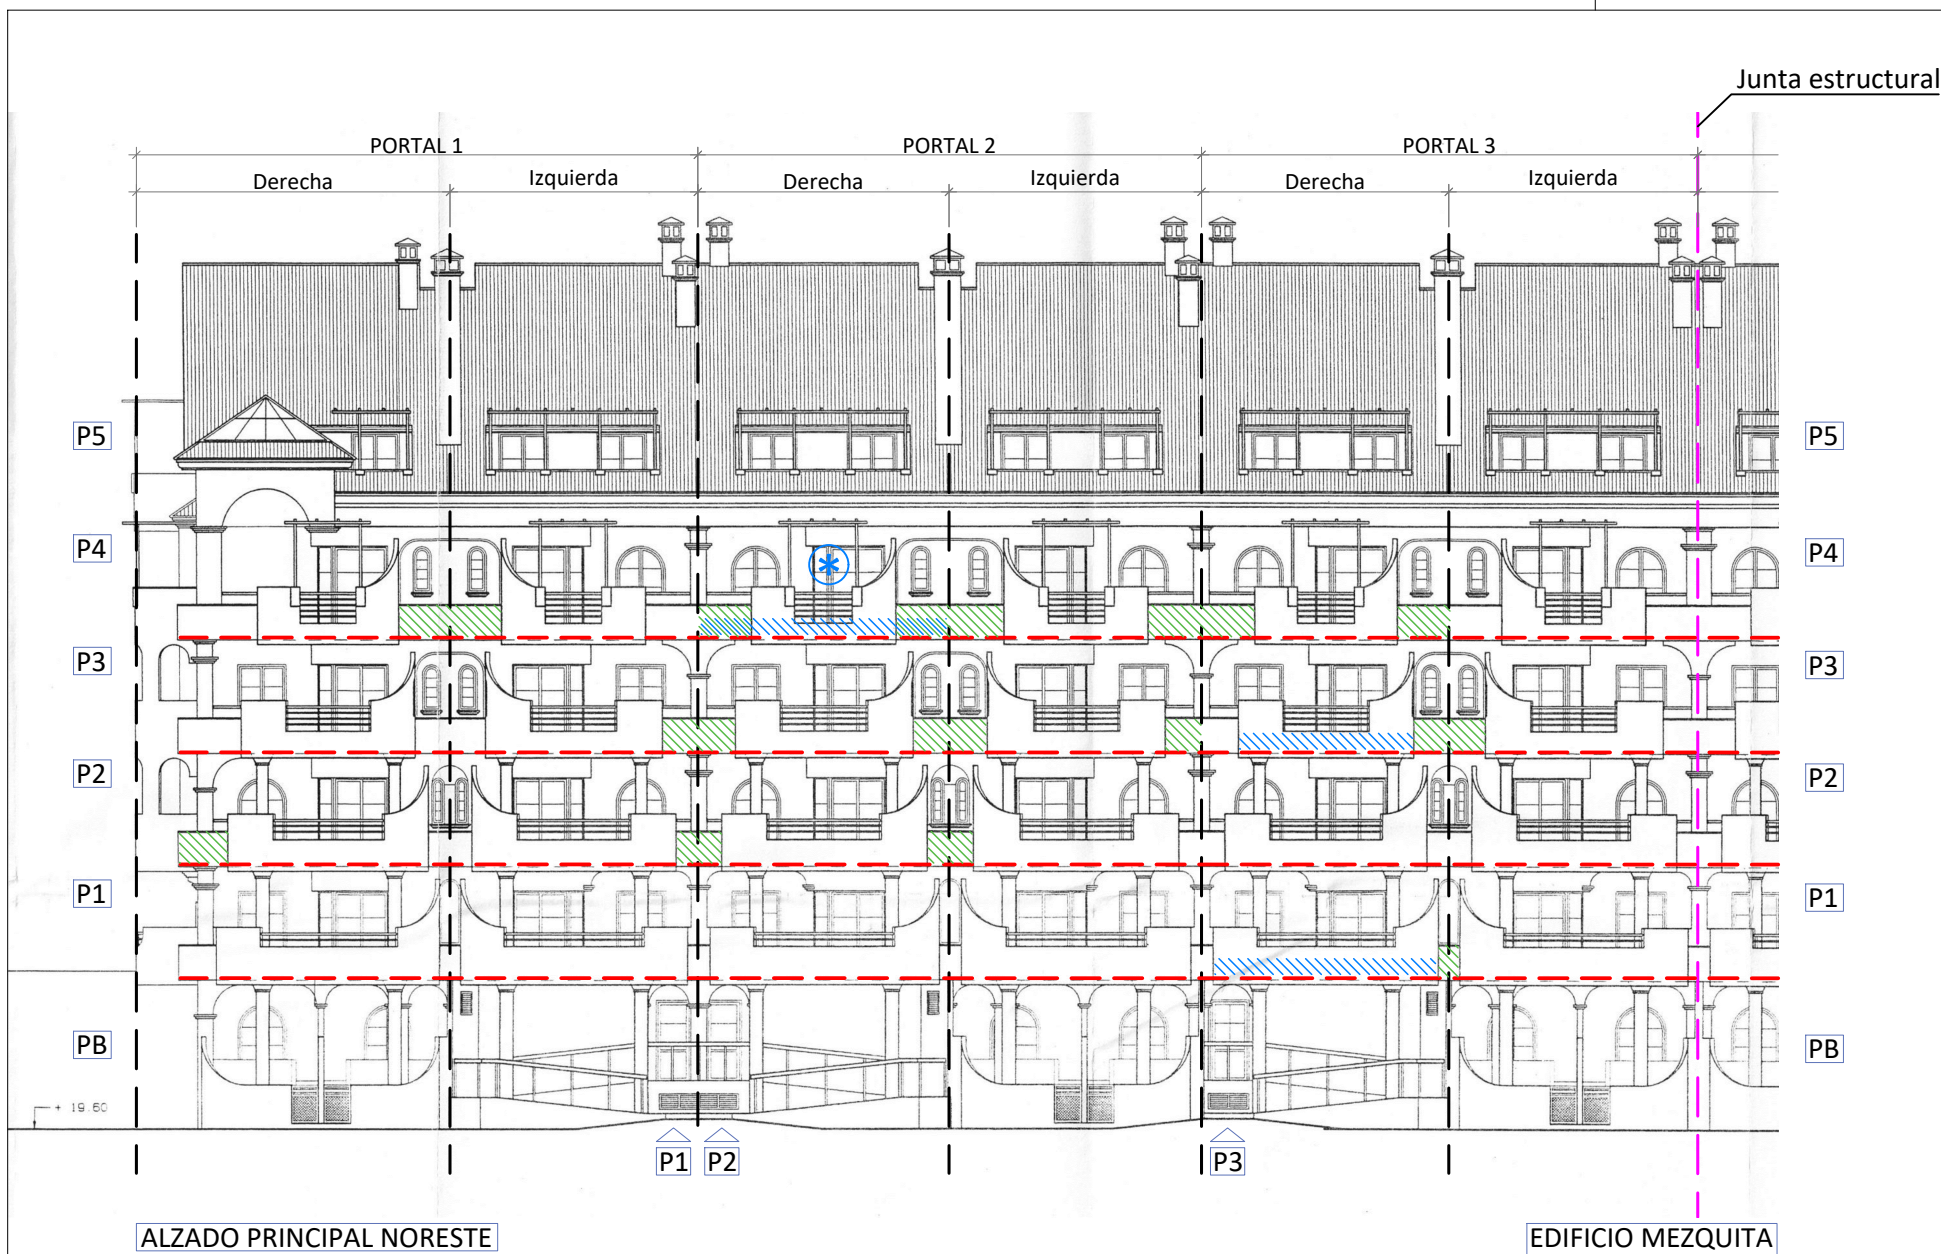 Junta estructural
PORTAL 1 PORTAL 2 PORTAL 3
Derecha Izquierda Derecha Izquierda Derecha Izquierda
P5 P5
P4 * P4
P3 P3
P2 P2
P1 P1
PB PB
+ 19.60
P1 P2 P3
ALZADO PRINCIPAL NORESTE EDIFICIO MEZQUITA